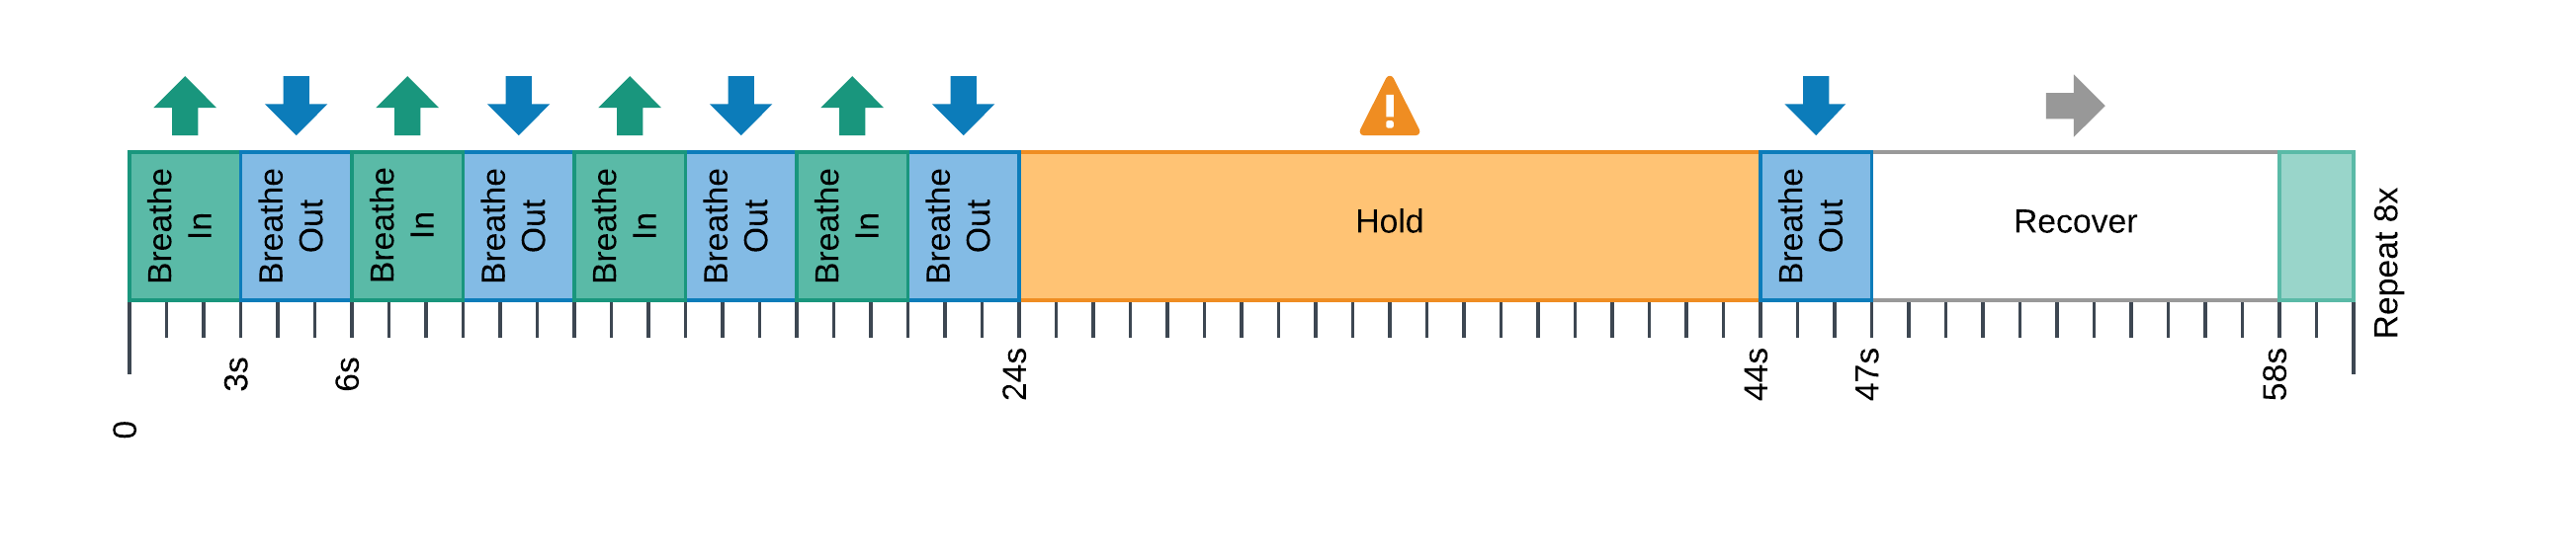 Breathe
In
Breathe
Out
Breathe
In
Breathe
Out
Breathe
In
Breathe
Out
Breathe
In
Breathe
Out
Hold
Breathe
Out
Recover
Repeat 8x
0
3s
6s
24s
44s
47s
58s